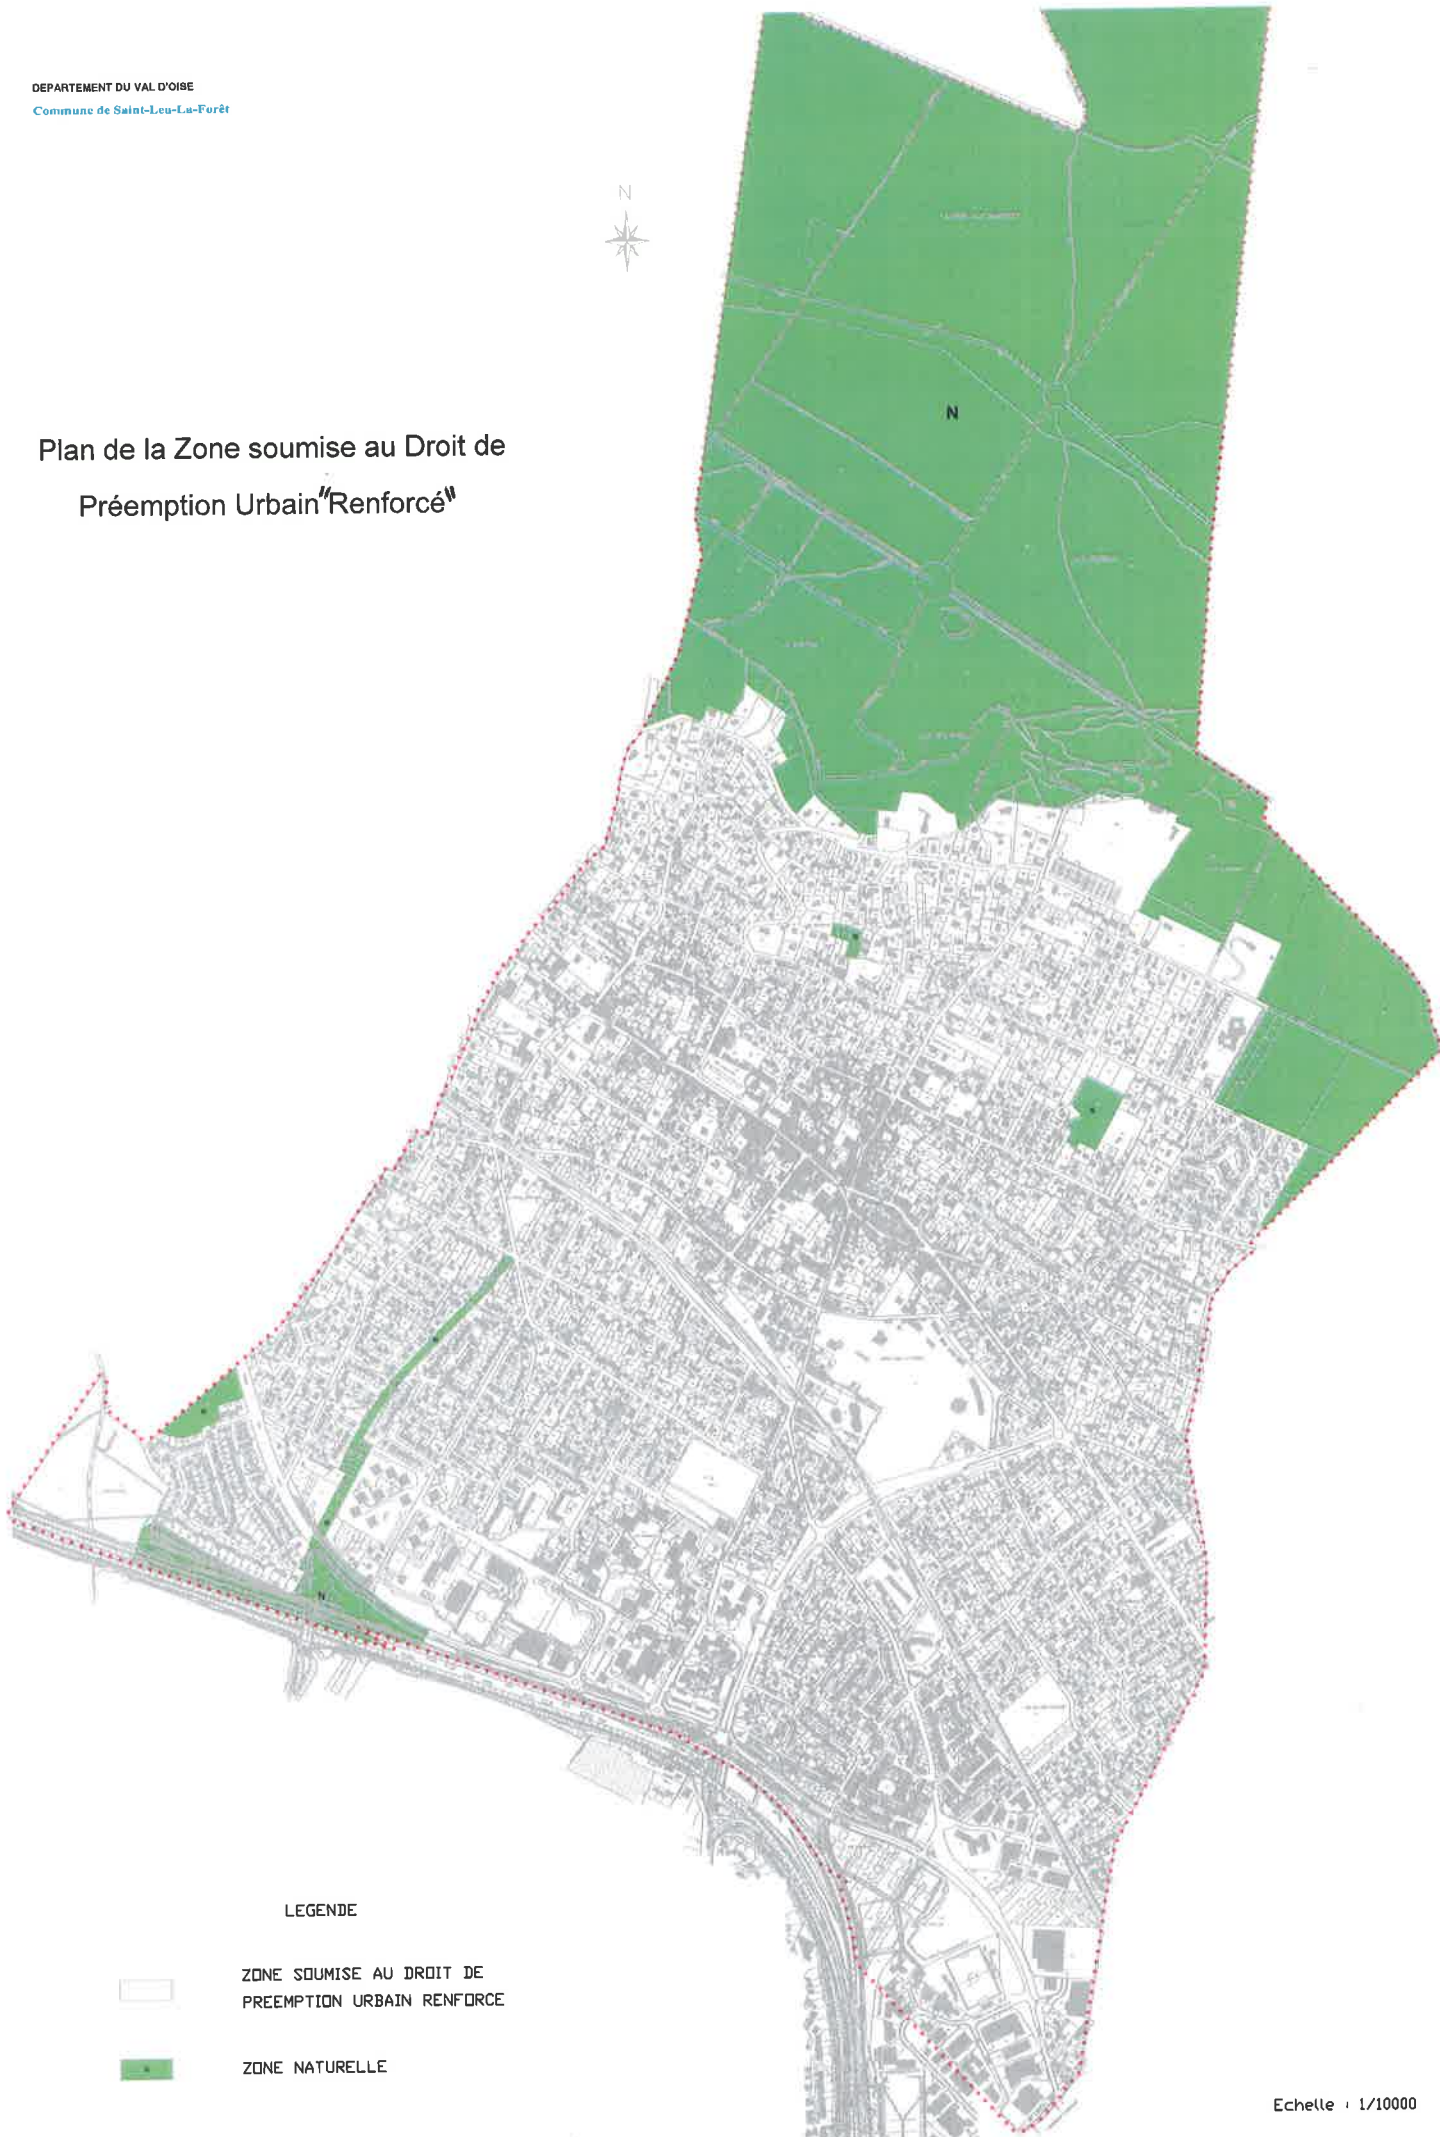 DEPARTEMENT DU VAL D'OISE
Commune de Saint-Leu-La-Forêt
N
Plan de la Zone soumise au Droit de
Préemption Urbain "Renforcé"
N
N
LEGENDE
ZONE SOUMISE AU DROIT DE
PREEMPTION URBAIN RENFORCE
ZONE NATURELLE
Echelle : 1/10000